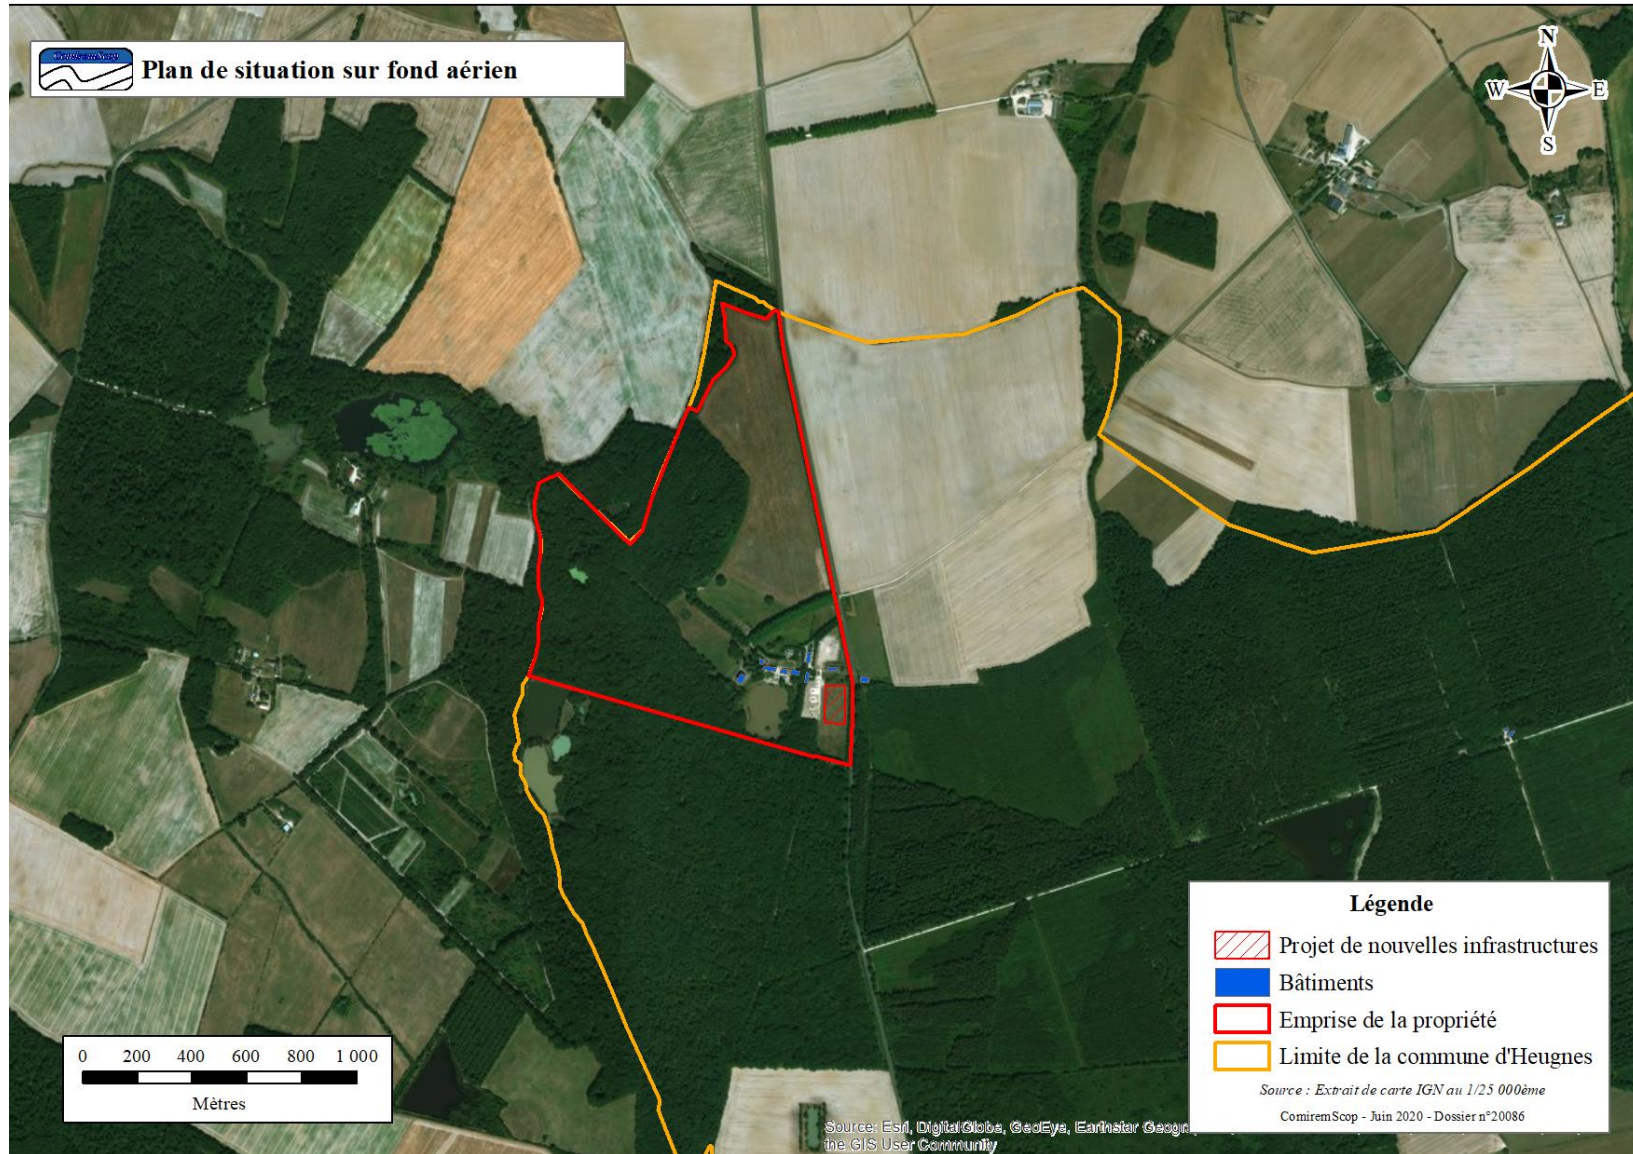 ComiremScop
Plan de situation sur fond aérien
N
W E
S
Légende
Projet de nouvelles infrastructures
Bâtiments
Emprise de la propriété
Limite de la commune d'Heugnes
Source : Extrait de carte IGN au 1/25 000ème
ComiremScop - Juin 2020 - Dossier n°20086
0 200 400 600 800 1 000
Mètres
Source: Esri, DigitalGlobe, GeoEye, Earthstar Geogr
the GIS User Community